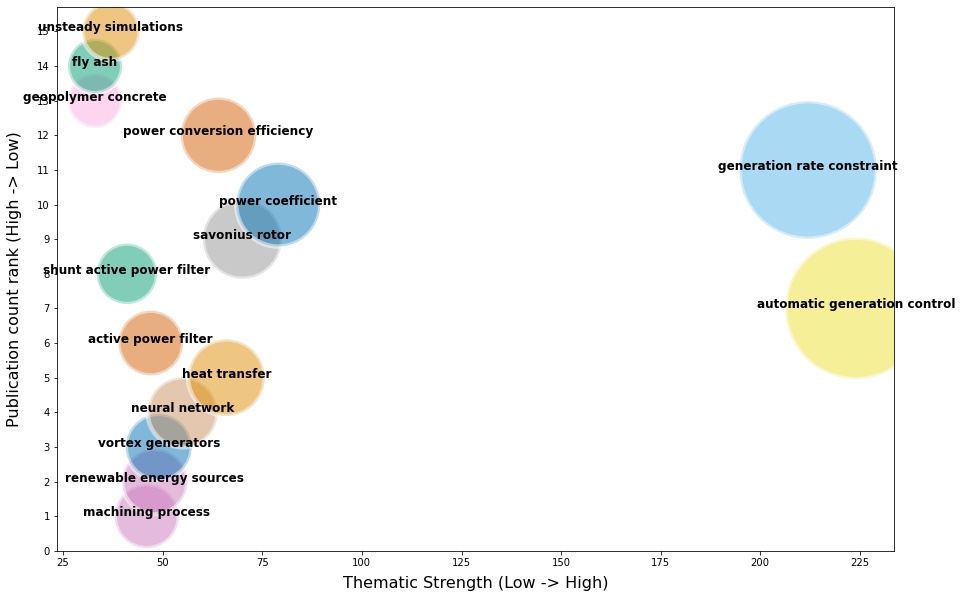 Publication count rank (High -> Low)
15
unsteady simulations
14
fly ash
13
geopolymer concrete
12
power conversion efficiency
11
generation rate constraint
10
power coefficient
9
savonius rotor
8
shunt active power filter
7
automatic generation control
6
active power filter
5
heat transfer
4
neural network
3
vortex generators
2
renewable energy sources
1
machining process
0
25 50 75 100 125 150 175 200 225
Thematic Strength (Low -> High)